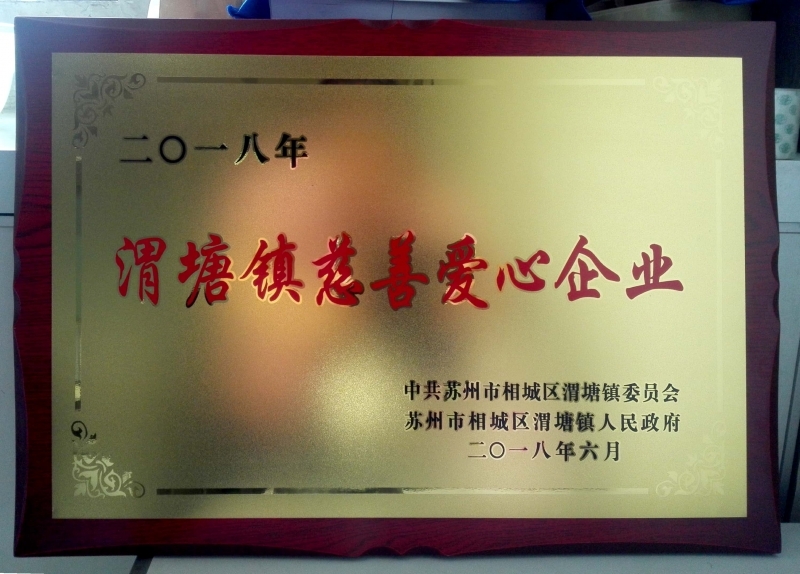 二〇一八年
渭塘镇慈善爱心企业
中共苏州市相城区渭塘镇委员会
苏州市相城区渭塘镇人民政府
二〇一八年六月